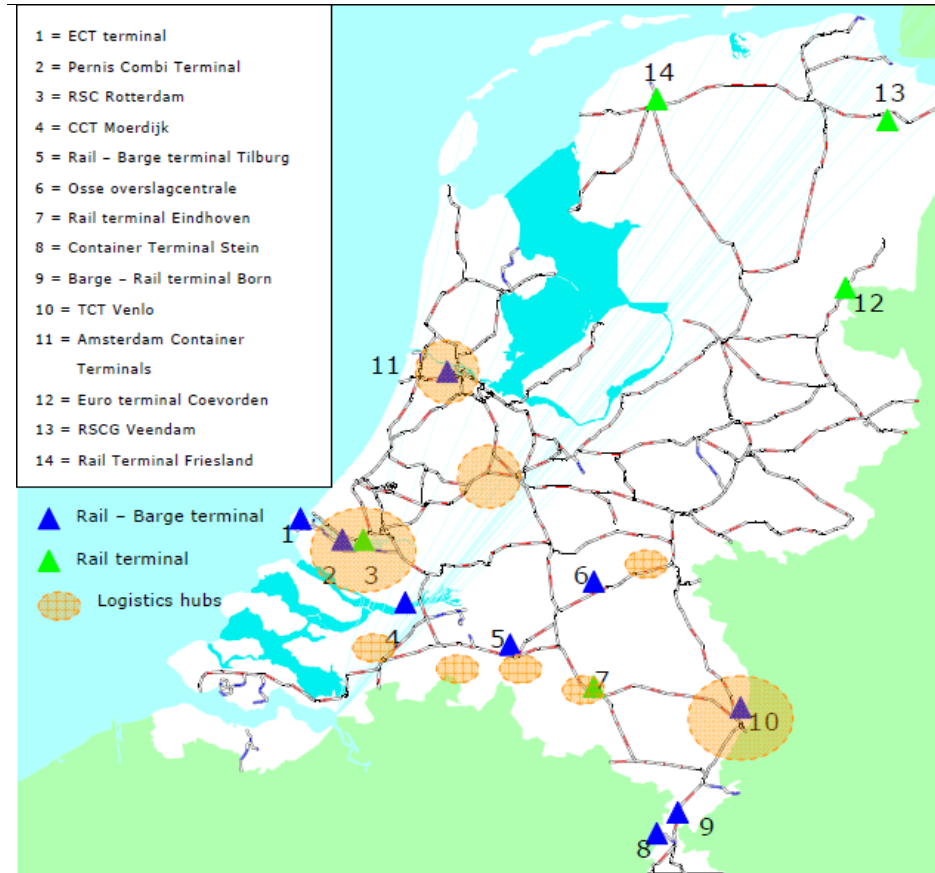 1 = ECT terminal
2 = Pernis Combi Terminal
3 = RSC Rotterdam
4 = CCT Moerdijk
5 = Rail – Barge terminal Tilburg
6 = Osse overslagcentrale
7 = Rail terminal Eindhoven
8 = Container Terminal Stein
9 = Barge – Rail terminal Born
10 = TCT Venlo
11 = Amsterdam Container
Terminals
12 = Euro terminal Coevorden
13 = RSCG Veendam
14 = Rail Terminal Friesland
Rail – Barge terminal
Rail terminal
Logistics hubs
14
13
12
11
1
2
3
6
4
5
7
10
9
8